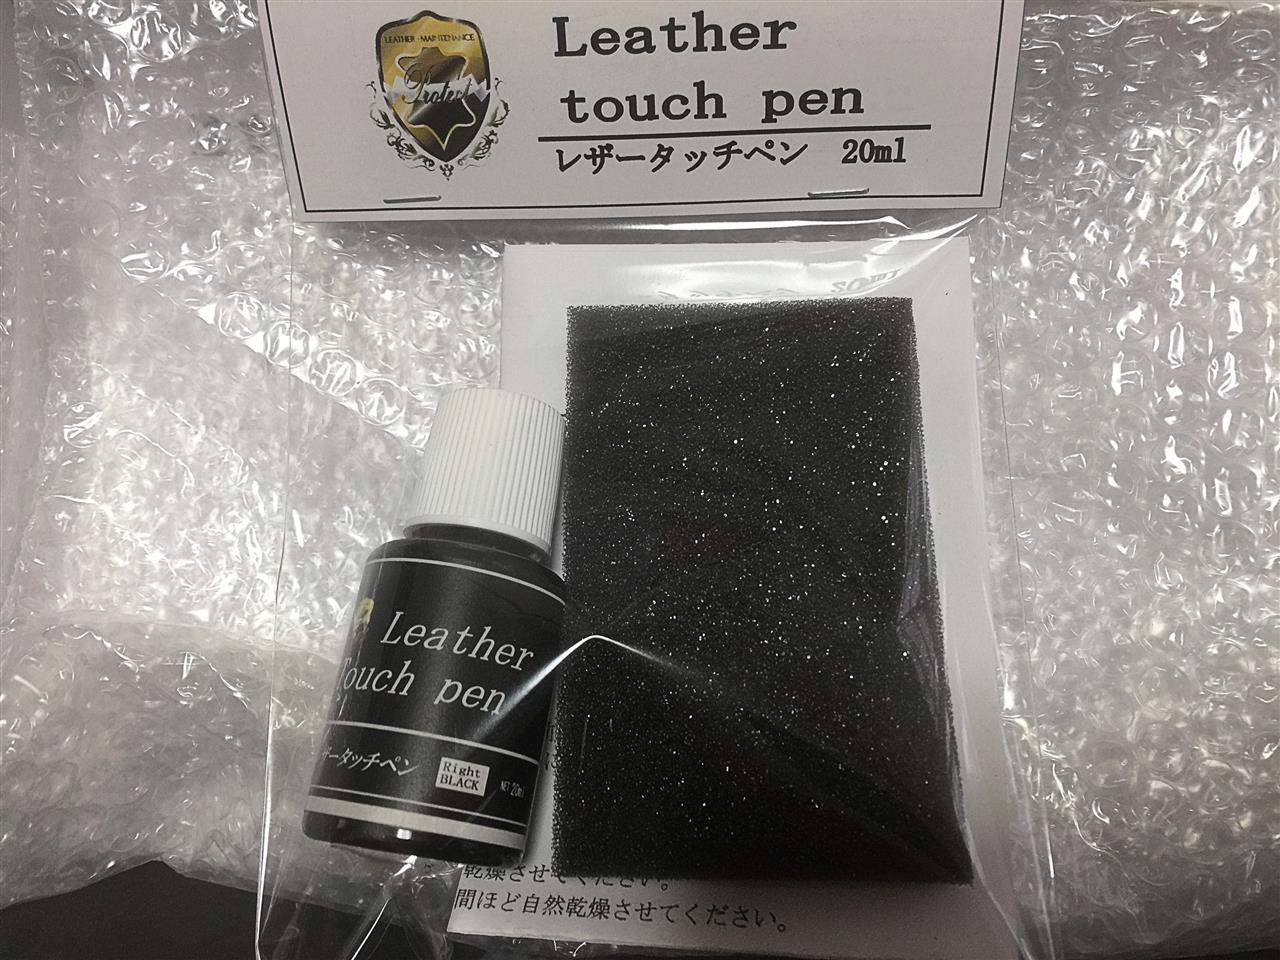 LEATHER・MAINTENANCE
Protect
Leather
touch pen
レザータッチペン 20ml
Leather
Touch pen
ザータッチペン
Right
BLACK
NET 20ml
乾燥させてください。
間ほど自然乾燥させてください。